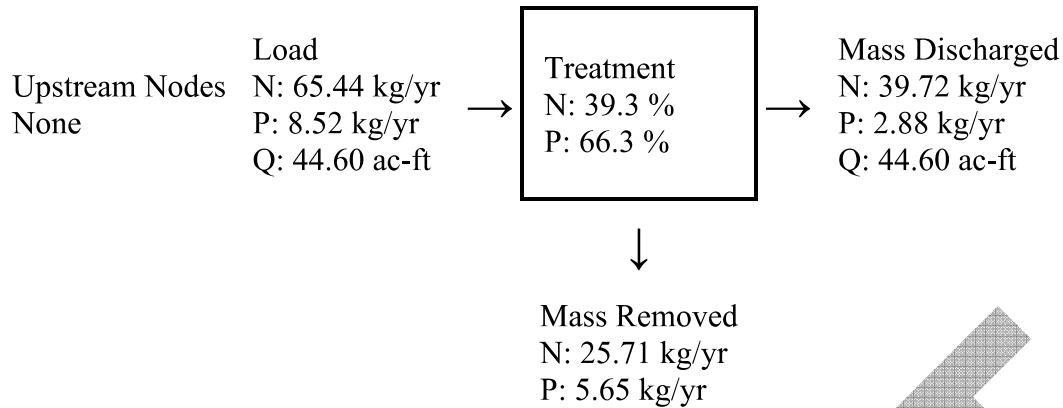 Upstream Nodes
None
Load
N: 65.44 kg/yr
P: 8.52 kg/yr
Q: 44.60 ac-ft
→
Treatment
N: 39.3 %
P: 66.3 %
→
Mass Discharged
N: 39.72 kg/yr
P: 2.88 kg/yr
Q: 44.60 ac-ft
↓
Mass Removed
N: 25.71 kg/yr
P: 5.65 kg/yr